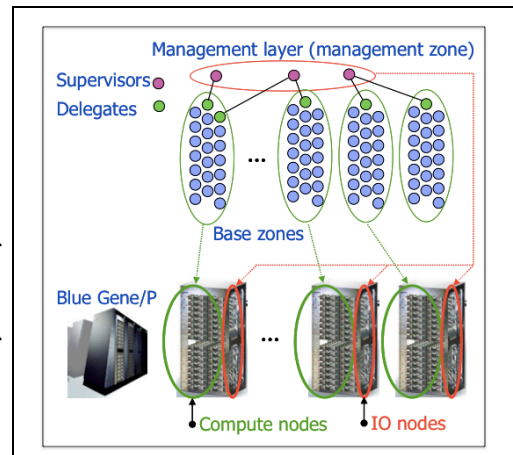 Management layer (management zone)
Supervisors
Delegates
...
Base zones
Blue Gene/P
...
Compute nodes
IO nodes